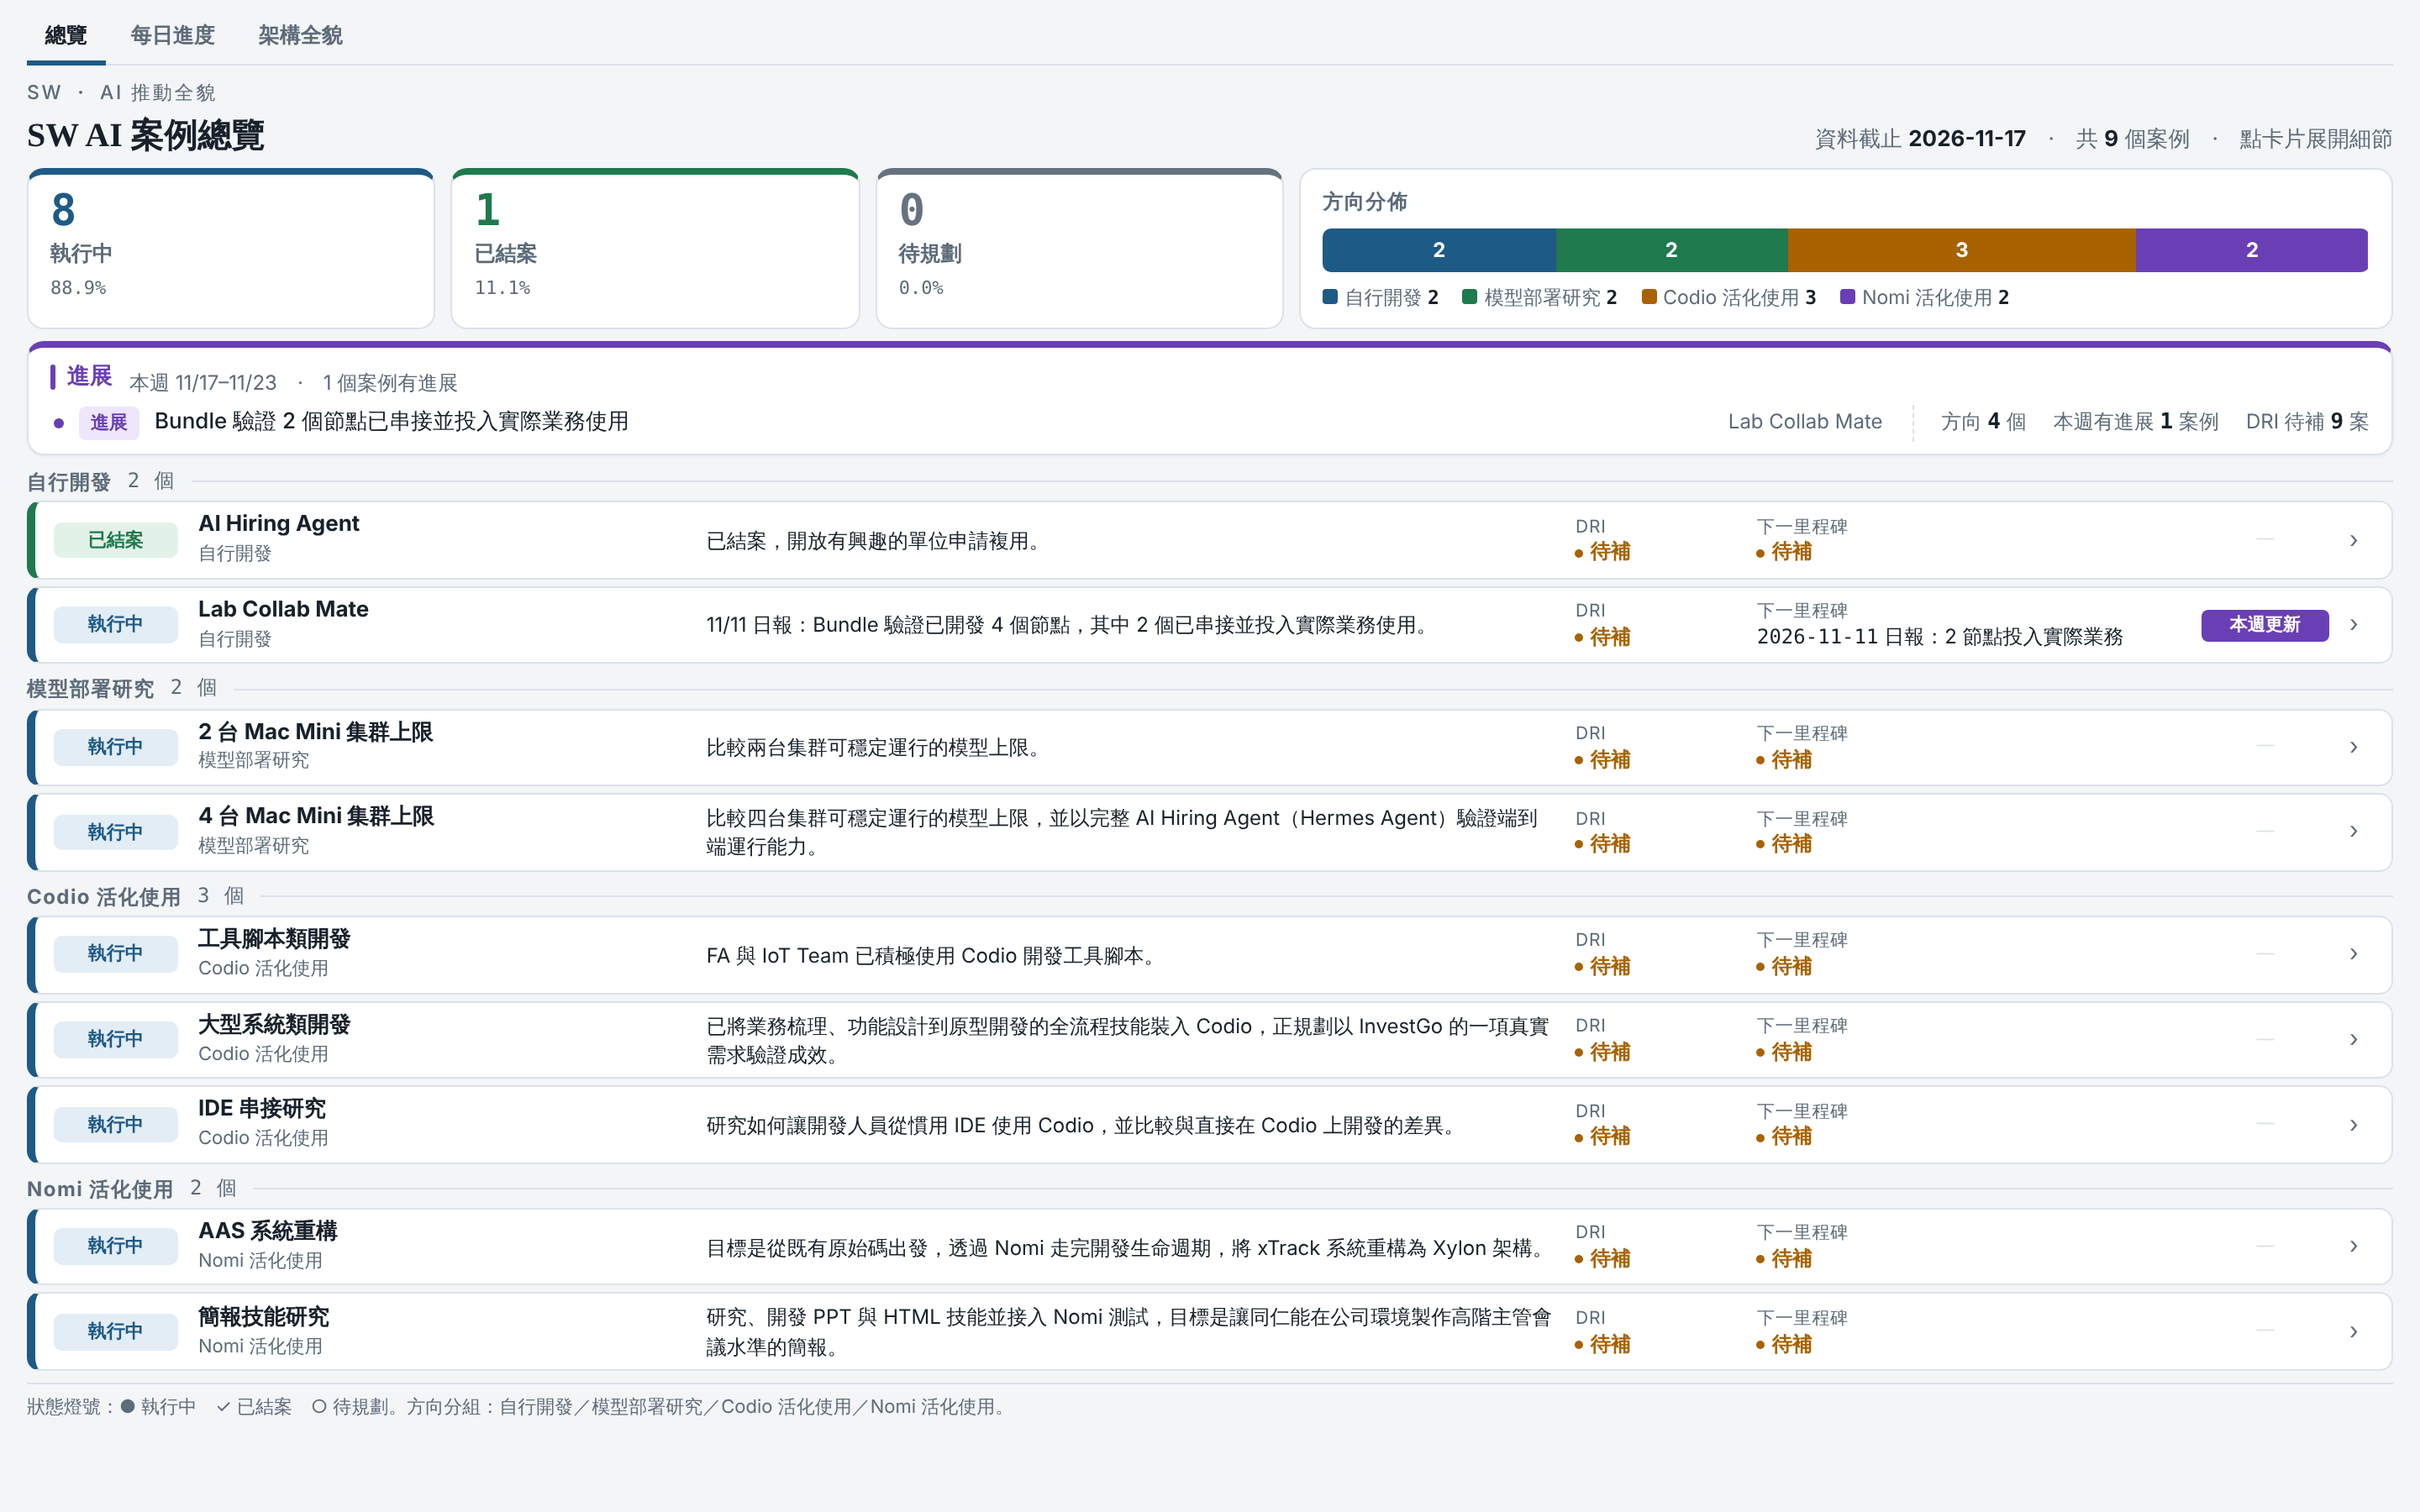 總覽 每日進度 架構全貌
SW · AI 推動全貌
SW AI 案例總覽
資料截止 2026-11-17 · 共 9 個案例 · 點卡片展開細節
8
執行中
88.9%
1
已結案
11.1%
0
待規劃
0.0%
方向分佈
2 2 3 2
自行開發 2 模型部署研究 2 Codio 活化使用 3 Nomi 活化使用 2
進展 本週 11/17–11/23 · 1 個案例有進展
進展 Bundle 驗證 2 個節點已串接並投入實際業務使用 Lab Collab Mate 方向 4 個 本週有進展 1 案例 DRI 待補 9 案
自行開發 2 個
已結案
AI Hiring Agent
自行開發
已結案，開放有興趣的單位申請複用。
DRI
待補
下一里程碑
待補
—
執行中
Lab Collab Mate
自行開發
11/11 日報：Bundle 驗證已開發 4 個節點，其中 2 個已串接並投入實際業務使用。
DRI
待補
下一里程碑
2026-11-11 日報：2 節點投入實際業務
本週更新
模型部署研究 2 個
執行中
2 台 Mac Mini 集群上限
模型部署研究
比較兩台集群可穩定運行的模型上限。
DRI
待補
下一里程碑
待補
—
執行中
4 台 Mac Mini 集群上限
模型部署研究
比較四台集群可穩定運行的模型上限，並以完整 AI Hiring Agent（Hermes Agent）驗證端到
端運行能力。
DRI
待補
下一里程碑
待補
—
Codio 活化使用 3 個
執行中
工具腳本類開發
Codio 活化使用
FA 與 IoT Team 已積極使用 Codio 開發工具腳本。
DRI
待補
下一里程碑
待補
—
執行中
大型系統類開發
Codio 活化使用
已將業務梳理、功能設計到原型開發的全流程技能裝入 Codio，正規劃以 InvestGo 的一項真實
需求驗證成效。
DRI
待補
下一里程碑
待補
—
執行中
IDE 串接研究
Codio 活化使用
研究如何讓開發人員從慣用 IDE 使用 Codio，並比較與直接在 Codio 上開發的差異。
DRI
待補
下一里程碑
待補
—
Nomi 活化使用 2 個
執行中
AAS 系統重構
Nomi 活化使用
目標是從既有原始碼出發，透過 Nomi 走完開發生命週期，將 xTrack 系統重構為 Xylon 架構。
DRI
待補
下一里程碑
待補
—
執行中
簡報技能研究
Nomi 活化使用
研究、開發 PPT 與 HTML 技能並接入 Nomi 測試，目標是讓同仁能在公司環境製作高階主管會
議水準的簡報。
DRI
待補
下一里程碑
待補
—
狀態燈號：● 執行中 ✓ 已結案 ○ 待規劃。方向分組：自行開發／模型部署研究／Codio 活化使用／Nomi 活化使用。